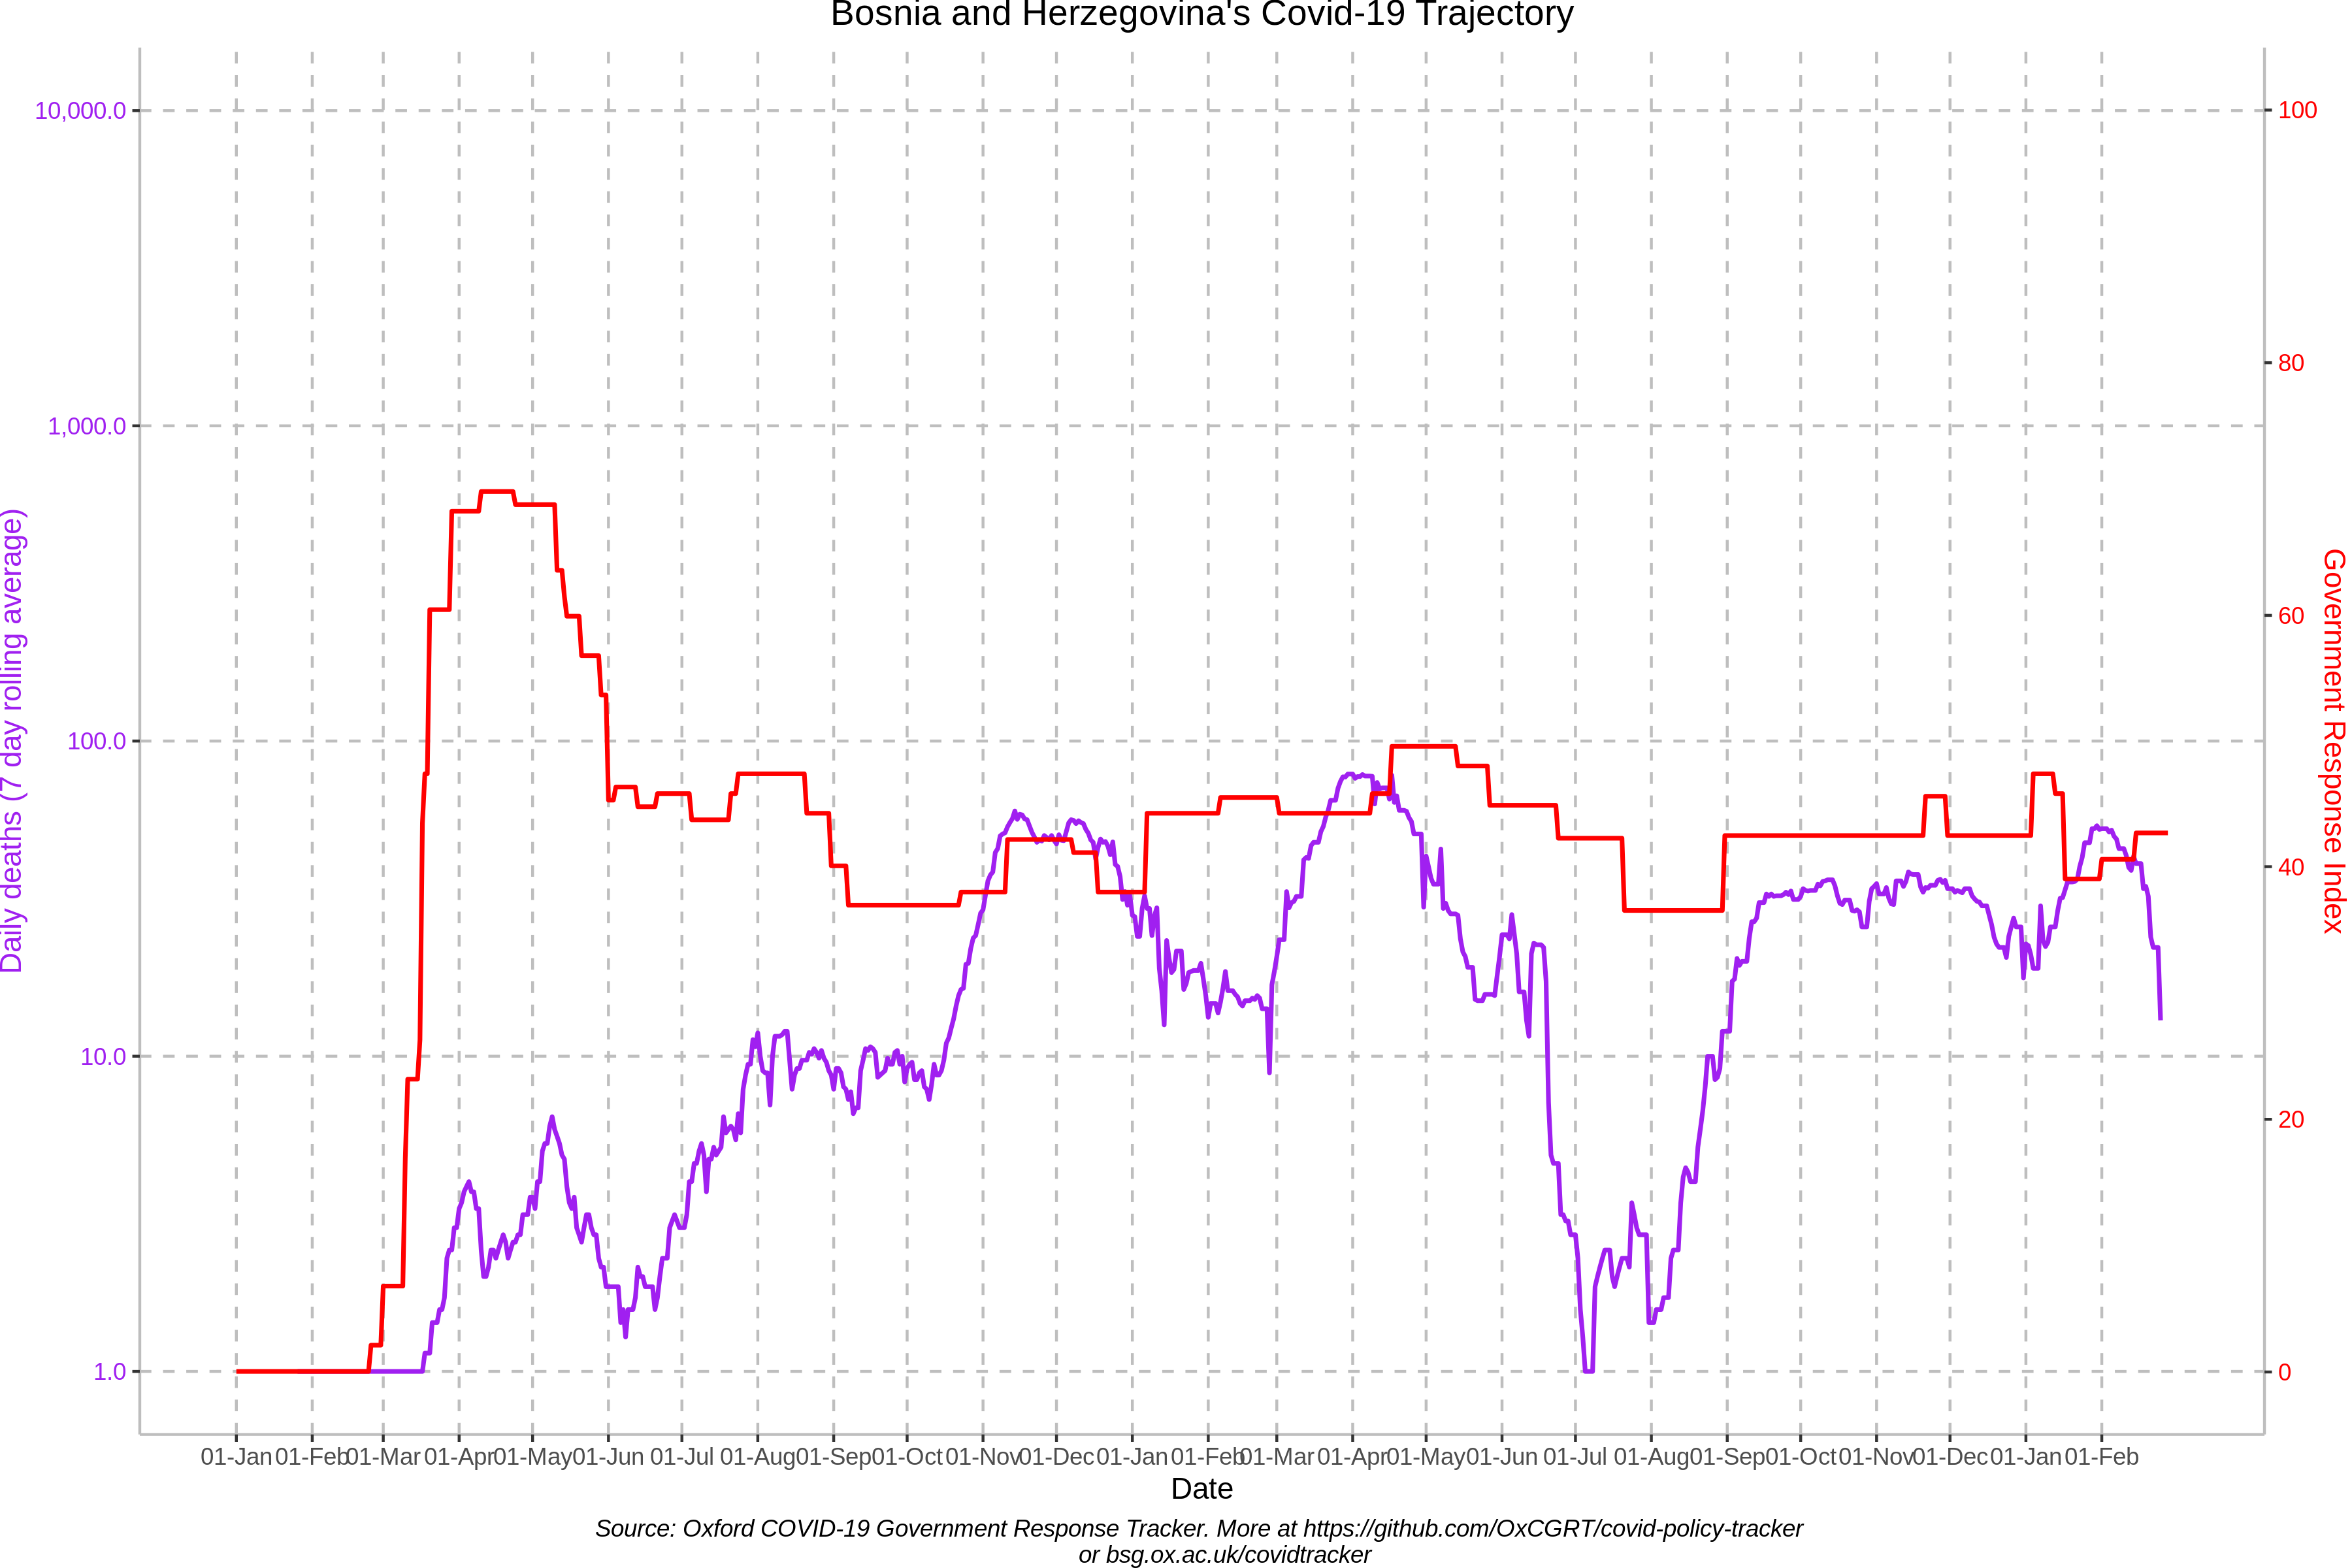 Bosnia and Herzegovina's Covid-19 Trajectory
Daily deaths (7 day rolling average)
10,000.0
1,000.0
100.0
10.0
1.0
100
80
60
40
20
0
Government Response Index
01-Jan 01-Feb 01-Mar 01-Apr 01-May 01-Jun 01-Jul 01-Aug 01-Sep 01-Oct 01-Nov 01-Dec 01-Jan 01-Feb 01-Mar 01-Apr 01-May 01-Jun 01-Jul 01-Aug 01-Sep 01-Oct 01-Nov 01-Dec 01-Jan 01-Feb
Date
Source: Oxford COVID-19 Government Response Tracker. More at https://github.com/OxCGRT/covid-policy-tracker
or bsg.ox.ac.uk/covidtracker